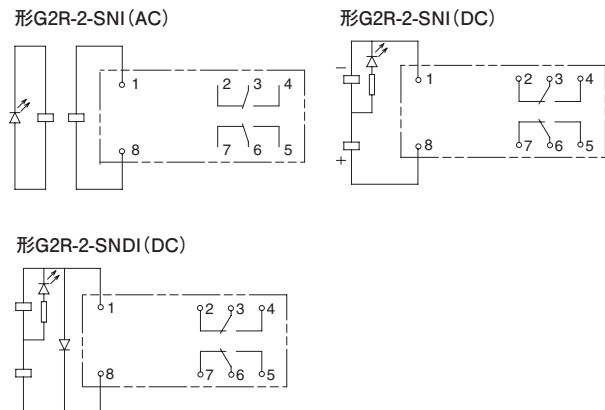 形G2R-2-SNI(AC)
1
2 3 4
8
7 6 5
形G2R-2-SNI(DC)
−
+
1
2 3 4
8
7 6 5
形G2R-2-SNDI(DC)
1
2 3 4
8
7 6 5